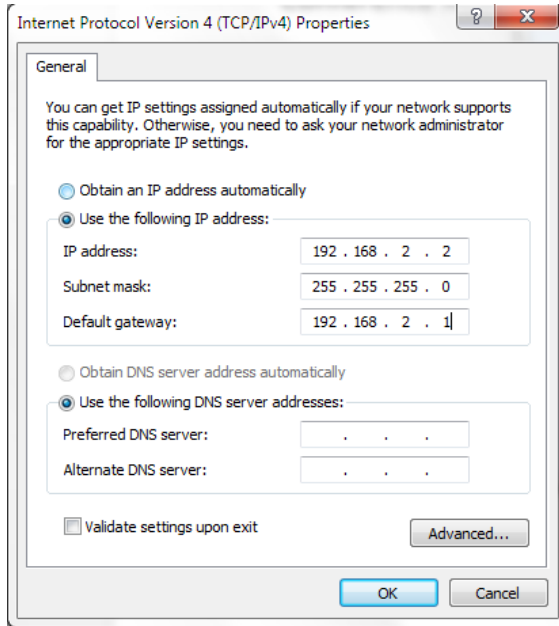 Internet Protocol Version 4 (TCP/IPv4) Properties
?
X
General
You can get IP settings assigned automatically if your network supports
this capability. Otherwise, you need to ask your network administrator
for the appropriate IP settings.
Obtain an IP address automatically
Use the following IP address:
IP address: 192 . 168 . 2 . 2
Subnet mask: 255 . 255 . 255 . 0
Default gateway: 192 . 168 . 2 . 1
Obtain DNS server address automatically
Use the following DNS server addresses:
Preferred DNS server: . . .
Alternate DNS server: . . .
Validate settings upon exit
Advanced...
OK Cancel